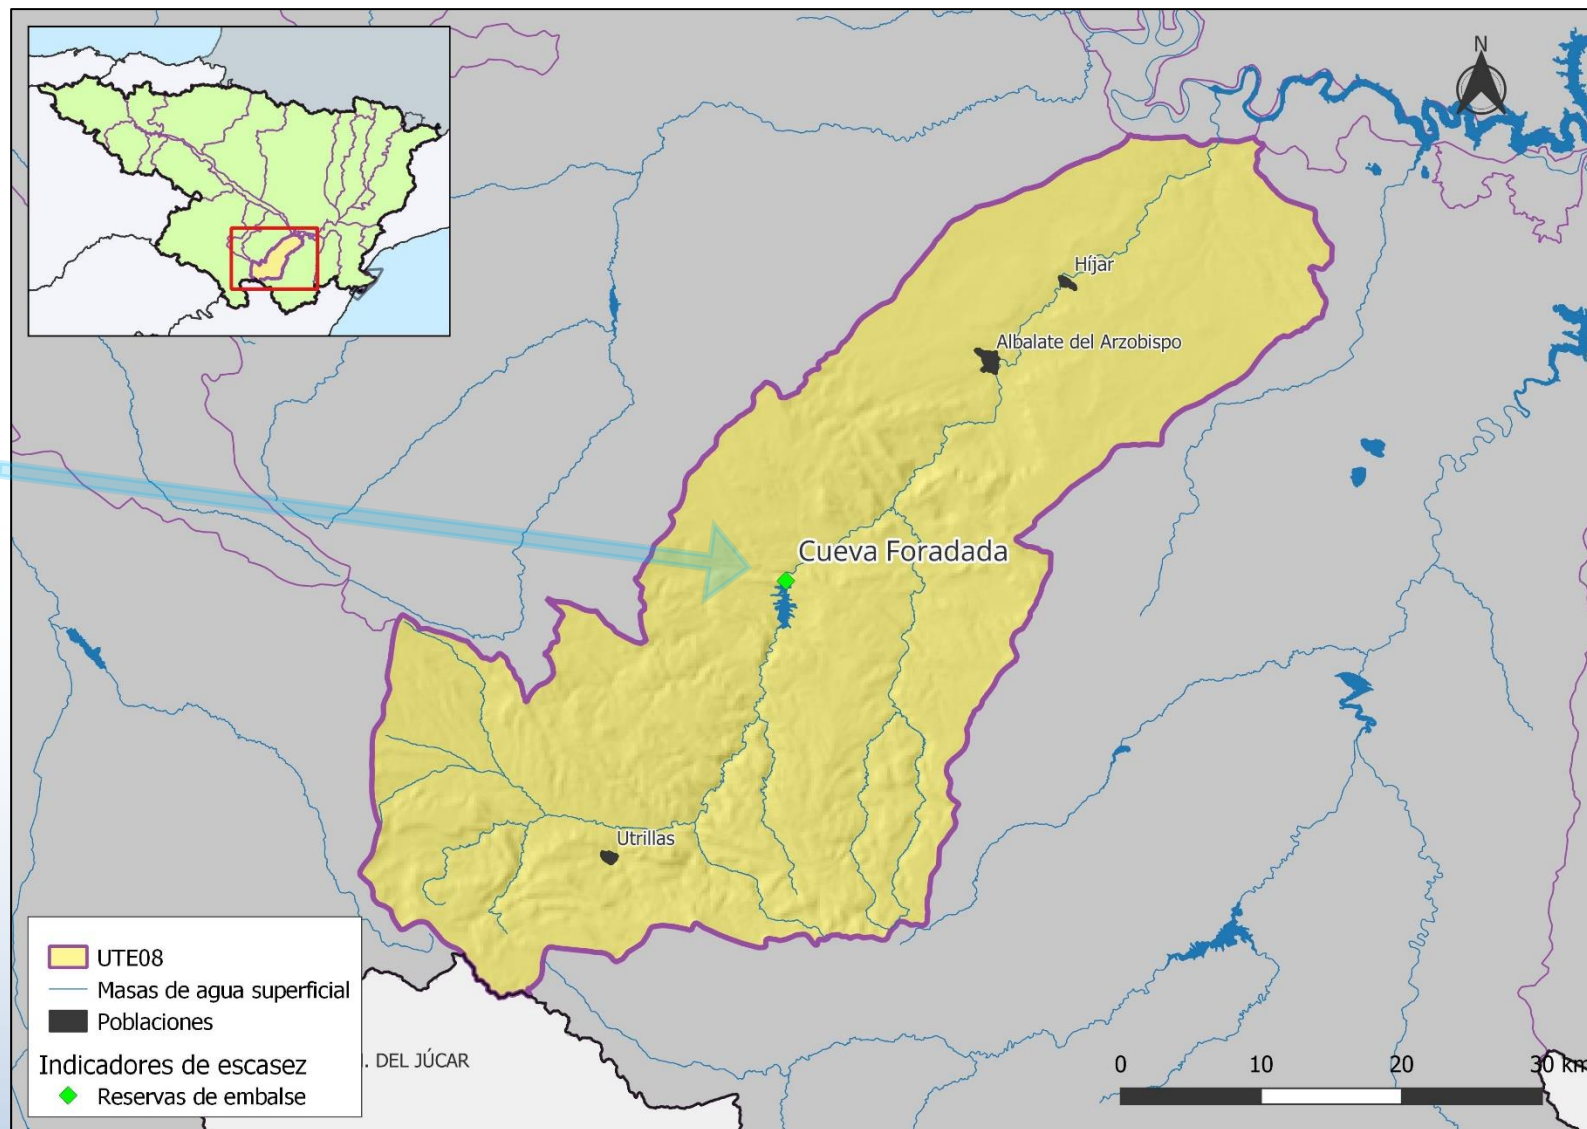 N
Híjar
Albalate del Arzobispo
Cueva Foradada
Utrillas
UTE08
Masas de agua superficial
Poblaciones
Indicadores de escasez
Reservas de embalse
. DEL JÚCAR
0 10 20 30 km